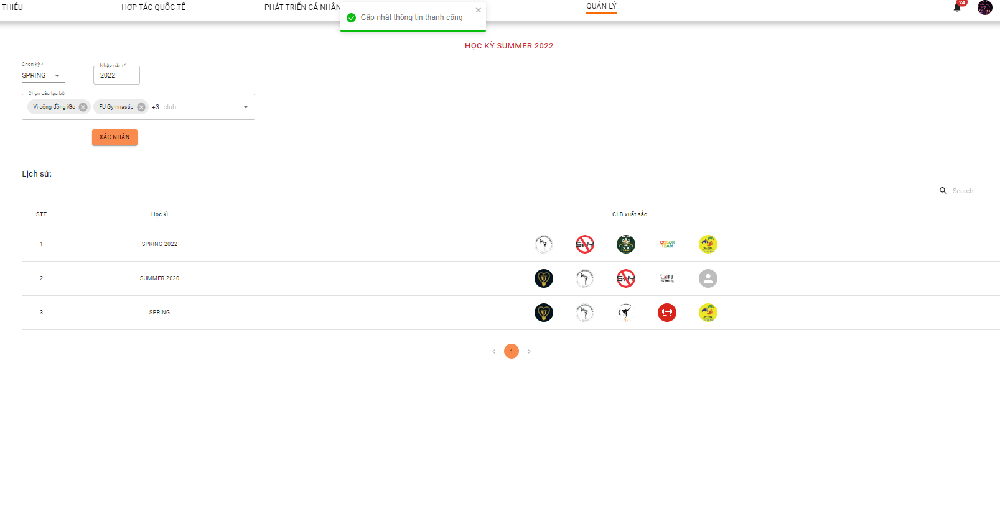 THIỆU
HỢP TÁC QUỐC TẾ
PHÁT TRIỂN CÁ NHÂN
QUẢN LÝ
24
Cập nhật thông tin thành công
HỌC KỲ SUMMER 2022
Chọn kỳ *
SPRING
Nhập năm *
2022
Chọn câu lạc bộ
Vì cộng đồng iGo
FU Gymnastic
+3
club
XÁC NHẬN
Lịch sử:
Search...
STT
Học kì
CLB xuất sắc
1
SPRING 2022
COLOR
TEAM
2
SUMMER 2020
FU
3
SPRING
1